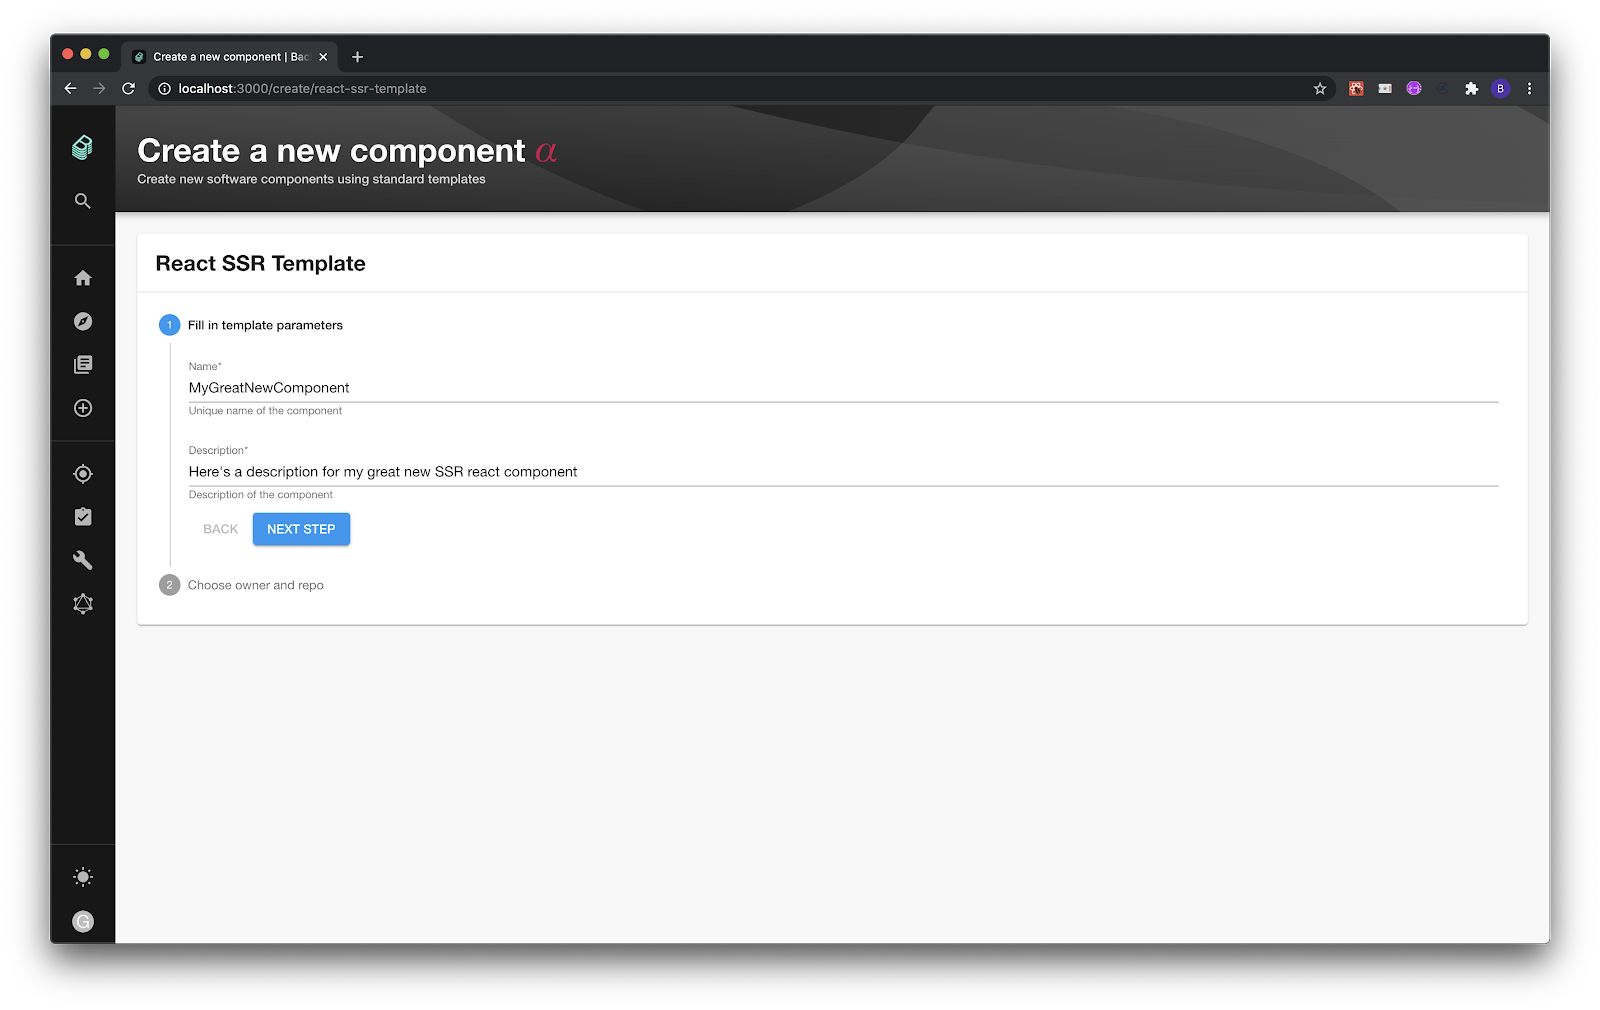 Create a new component | Bac
localhost:3000/create/react-ssr-template
B
Create a new component α
Create new software components using standard templates
React SSR Template
1 Fill in template parameters
Name*
MyGreatNewComponent
Unique name of the component
Description*
Here's a description for my great new SSR react component
Description of the component
BACK NEXT STEP
2 Choose owner and repo
G